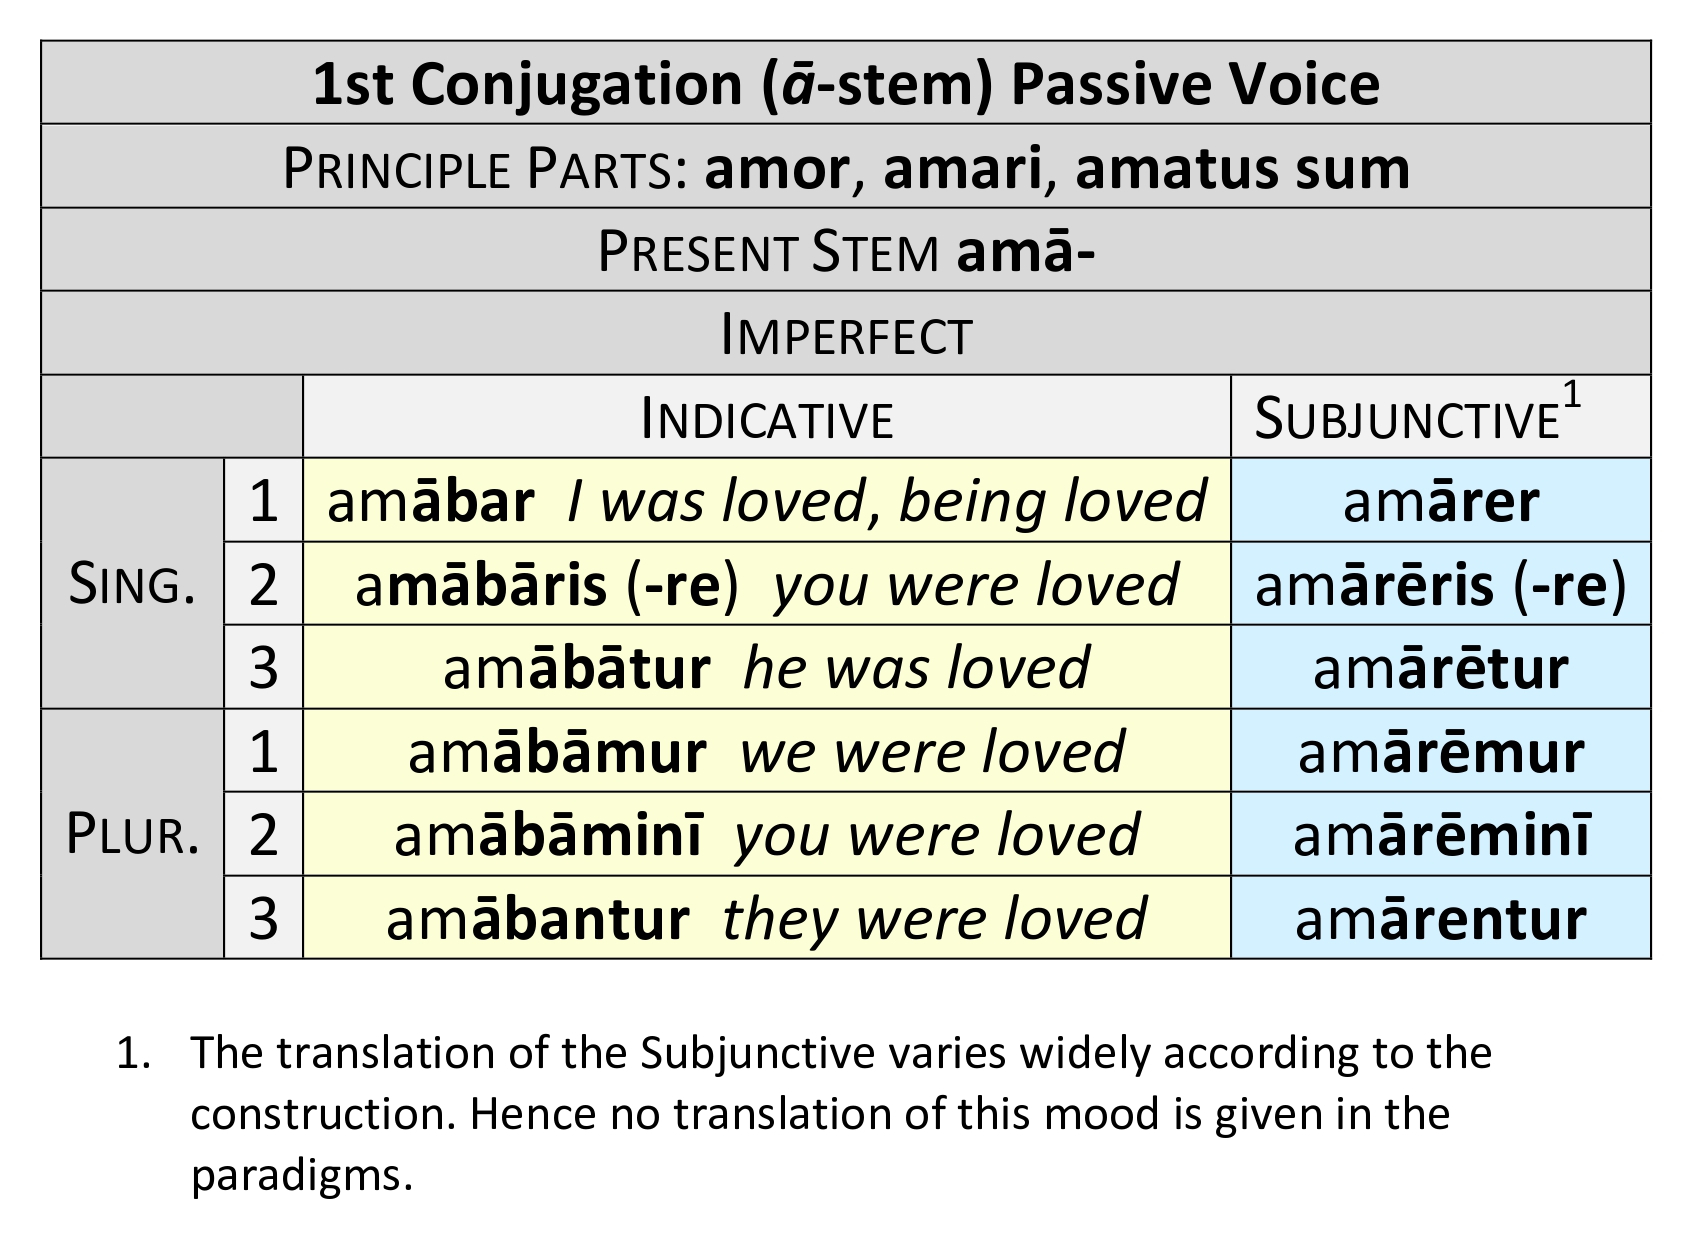 1st Conjugation (ā-stem) Passive Voice
PRINCIPLE PARTS: amor, amari, amatus sum
PRESENT STEM amā-
IMPERFECT
INDICATIVE SUBJUNCTIVE1
SING.
1 amābar I was loved, being loved amārer
2 amābāris (-re) you were loved amārēris (-re)
3 amābātur he was loved amārētur
PLUR.
1 amābāmur we were loved amārēmur
2 amābāminī you were loved amārēminī
3 amābantur they were loved amārentur
1. The translation of the Subjunctive varies widely according to the
construction. Hence no translation of this mood is given in the
paradigms.